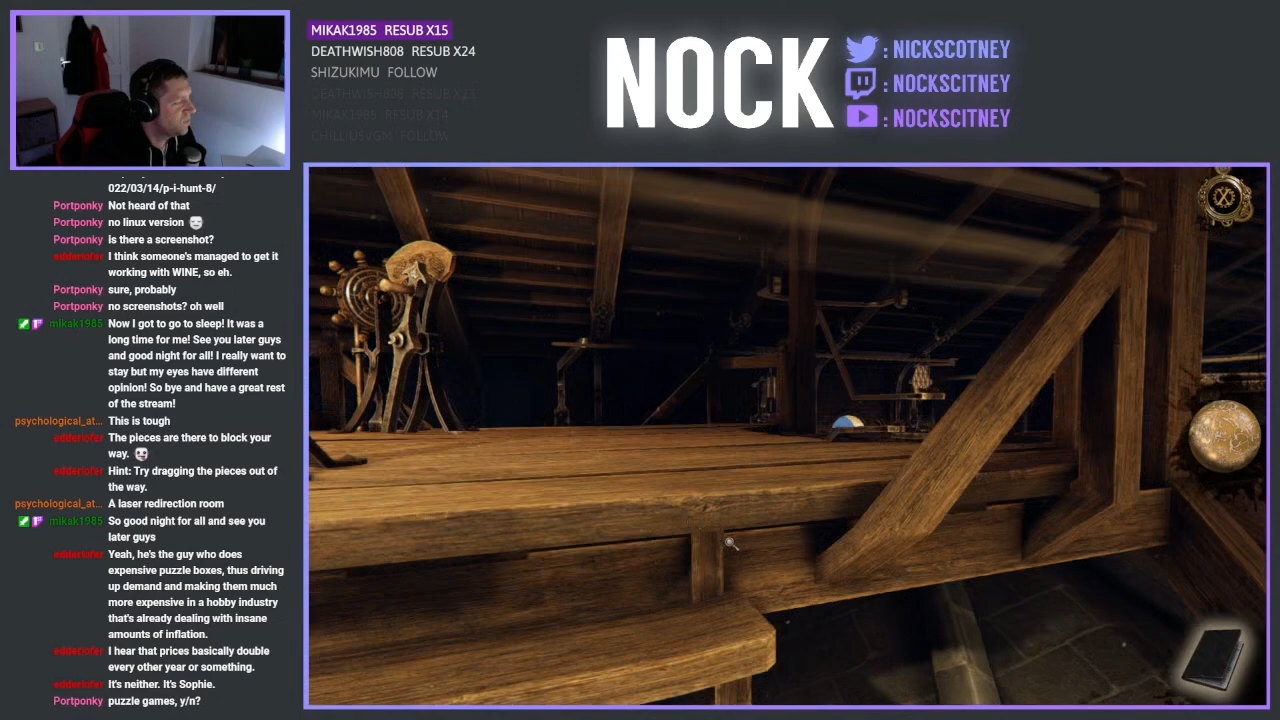 MIKAK1985 RESUB X15
DEATHWISH808 RESUB X24
SHIZUKIMU FOLLOW
DEATHWISH808 RESUB X23
MIKAK1985 RESUB X14
NOCK
: NICKSCOTNEY
: NOCKSCITNEY
: NOCKSCITNEY
022/03/14/p-i-hunt-8/
Portponky Not heard of that
Portponky no linux version
Portponky is there a screenshot?
ederlofer I think someone's managed to get it
working with WINE, so eh.
Portponky sure, probably
Portponky no screenshots? oh well
mikak1985 Now I got to go to sleep! It was a
long time for me! See you later guys
and good night for all! I really want to
stay but my eyes have different
opinion! So bye and have a great rest
of the stream!
psychological_at... This is tough
The pieces are there to block your
way.
Hint: Try dragging the pieces out of
the way.
psychological_at... A laser redirection room
mikak1985 So good night for all and see you
later guys
Yeah, he's the guy who does
expensive puzzle boxes, thus driving
up demand and making them much
more expensive in a hobby industry
that's already dealing with insane
amounts of inflation.
I hear that prices basically double
every other year or something.
It's neither. It's Sophie.
Portponky puzzle games, y/n?